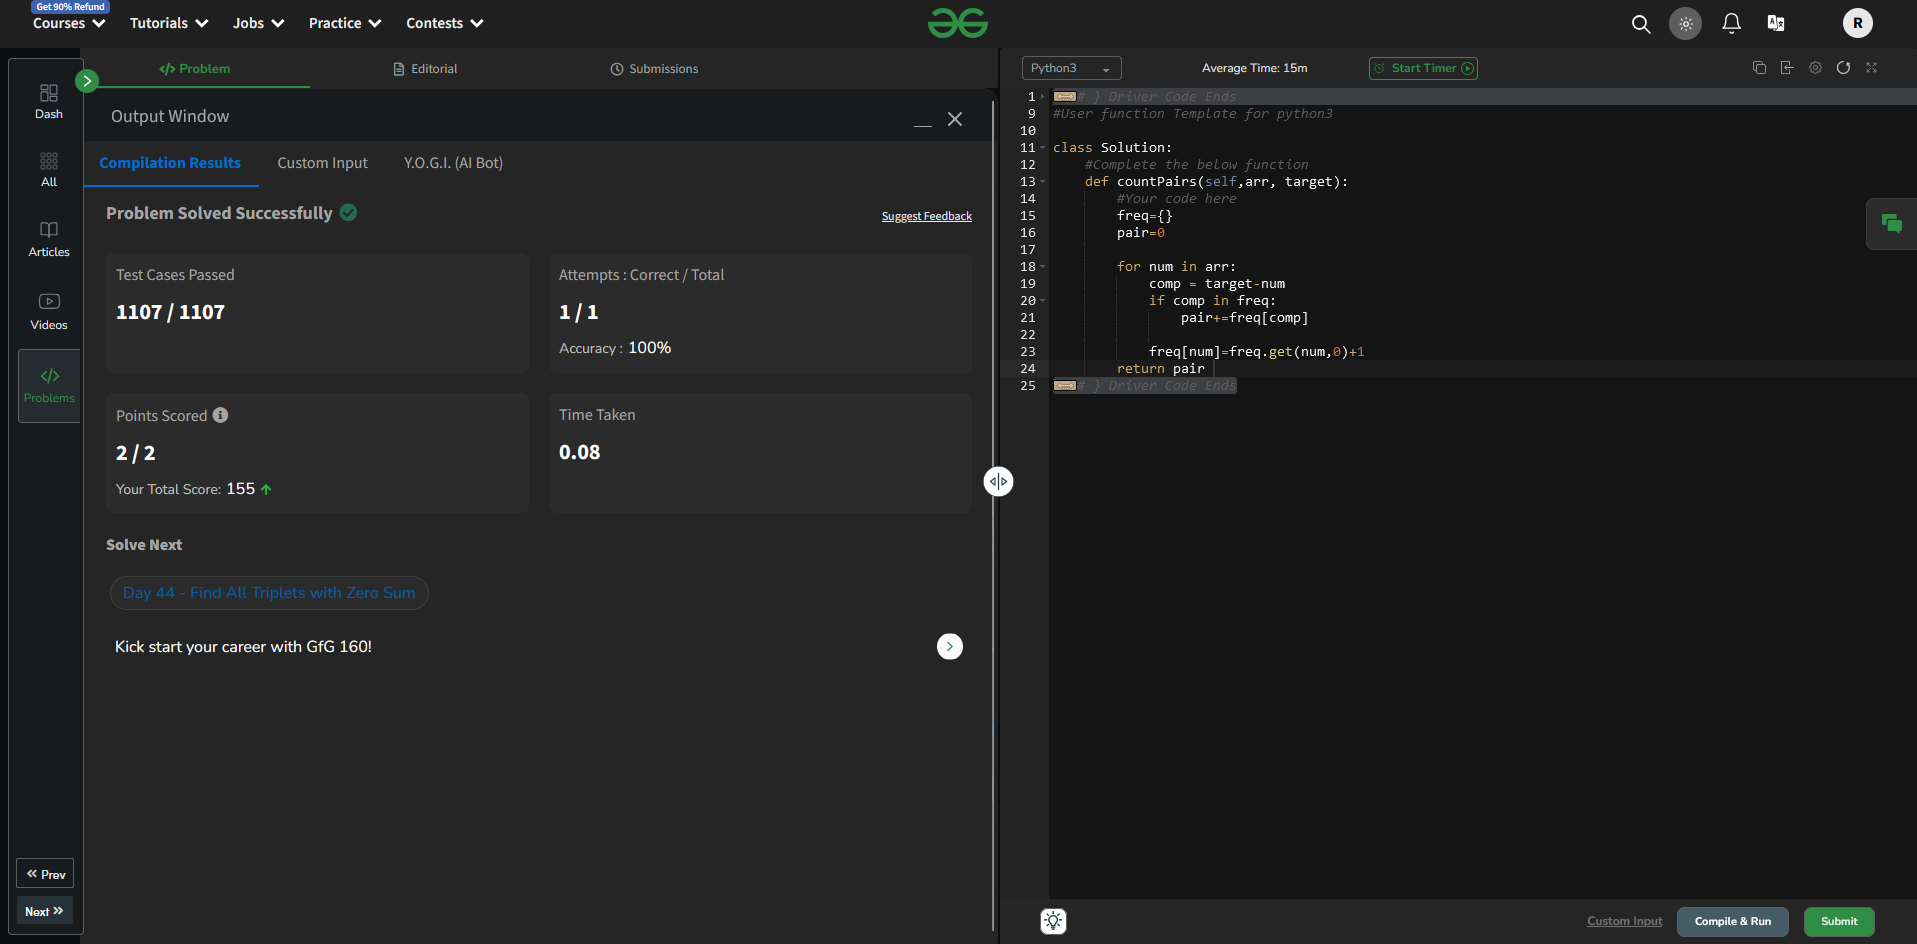 Get 90% Refund
Courses Tutorials Jobs Practice Contests
R
Problem Editorial Submissions
Dash
All
Articles
Videos
Problems
Prev
Next
Output Window
Compilation Results Custom Input Y.O.G.I. (AI Bot)
Problem Solved Successfully
Suggest Feedback
Test Cases Passed
1107 / 1107
Attempts : Correct / Total
1 / 1
Accuracy : 100%
Points Scored
2 / 2
Your Total Score: 155
Time Taken
0.08
Solve Next
Day 44 - Find All Triplets with Zero Sum
Kick start your career with GfG 160!
Python3 Average Time: 15m Start Timer
1 # } Driver Code Ends
9 #User function Template for python3
10
11 class Solution:
12 #Complete the below function
13 def countPairs(self,arr, target):
14 #Your code here
15 freq={}
16 pair=0
17
18 for num in arr:
19 comp = target-num
20 if comp in freq:
21 pair+=freq[comp]
22
23 freq[num]=freq.get(num,0)+1
24 return pair
25 # } Driver Code Ends
Custom Input Compile & Run Submit